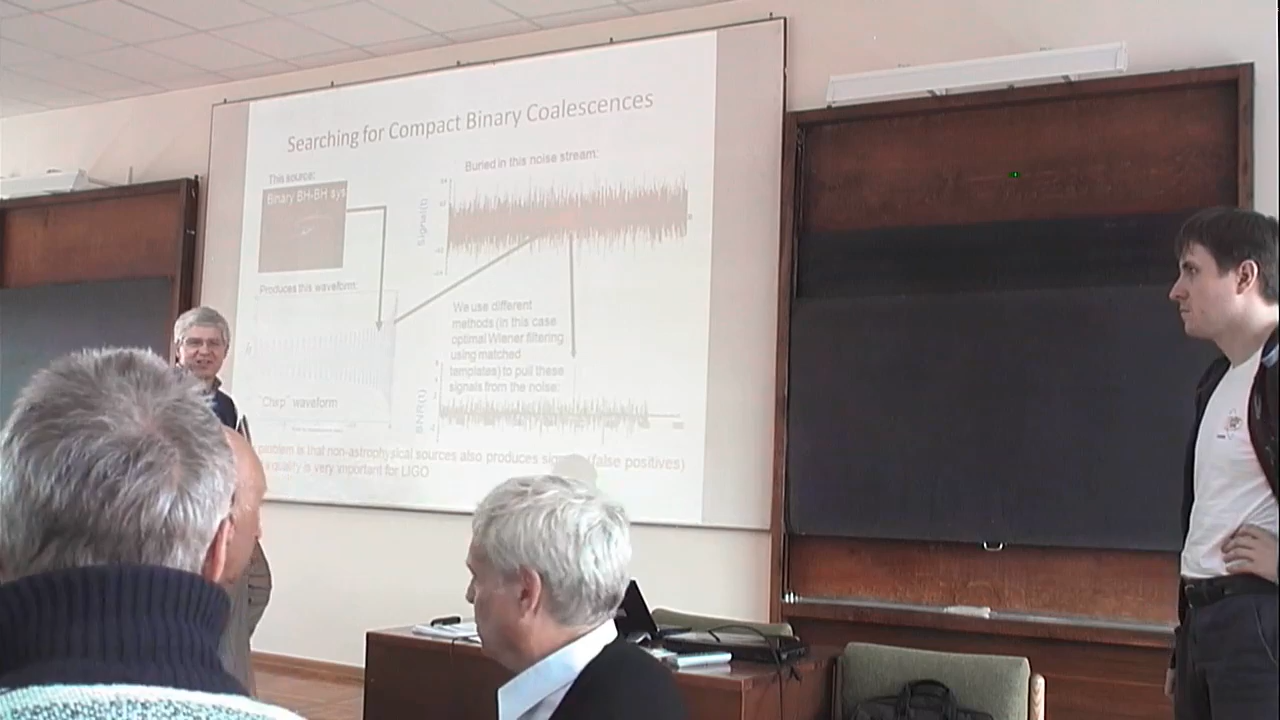 Searching for Compact Binary Coalescences
This source:
Binary BH-BH sys
Buried in this noise stream:
Signal(t)
Produces this waveform:
We use different
methods (in this case
optimal Wiener filtering
using matched
templates) to pull these
signals from the noise:
"Chirp" waveform
SNR(t)
problem is that non-astrophysical sources also produces (false positives)
quality is very important for LIGO